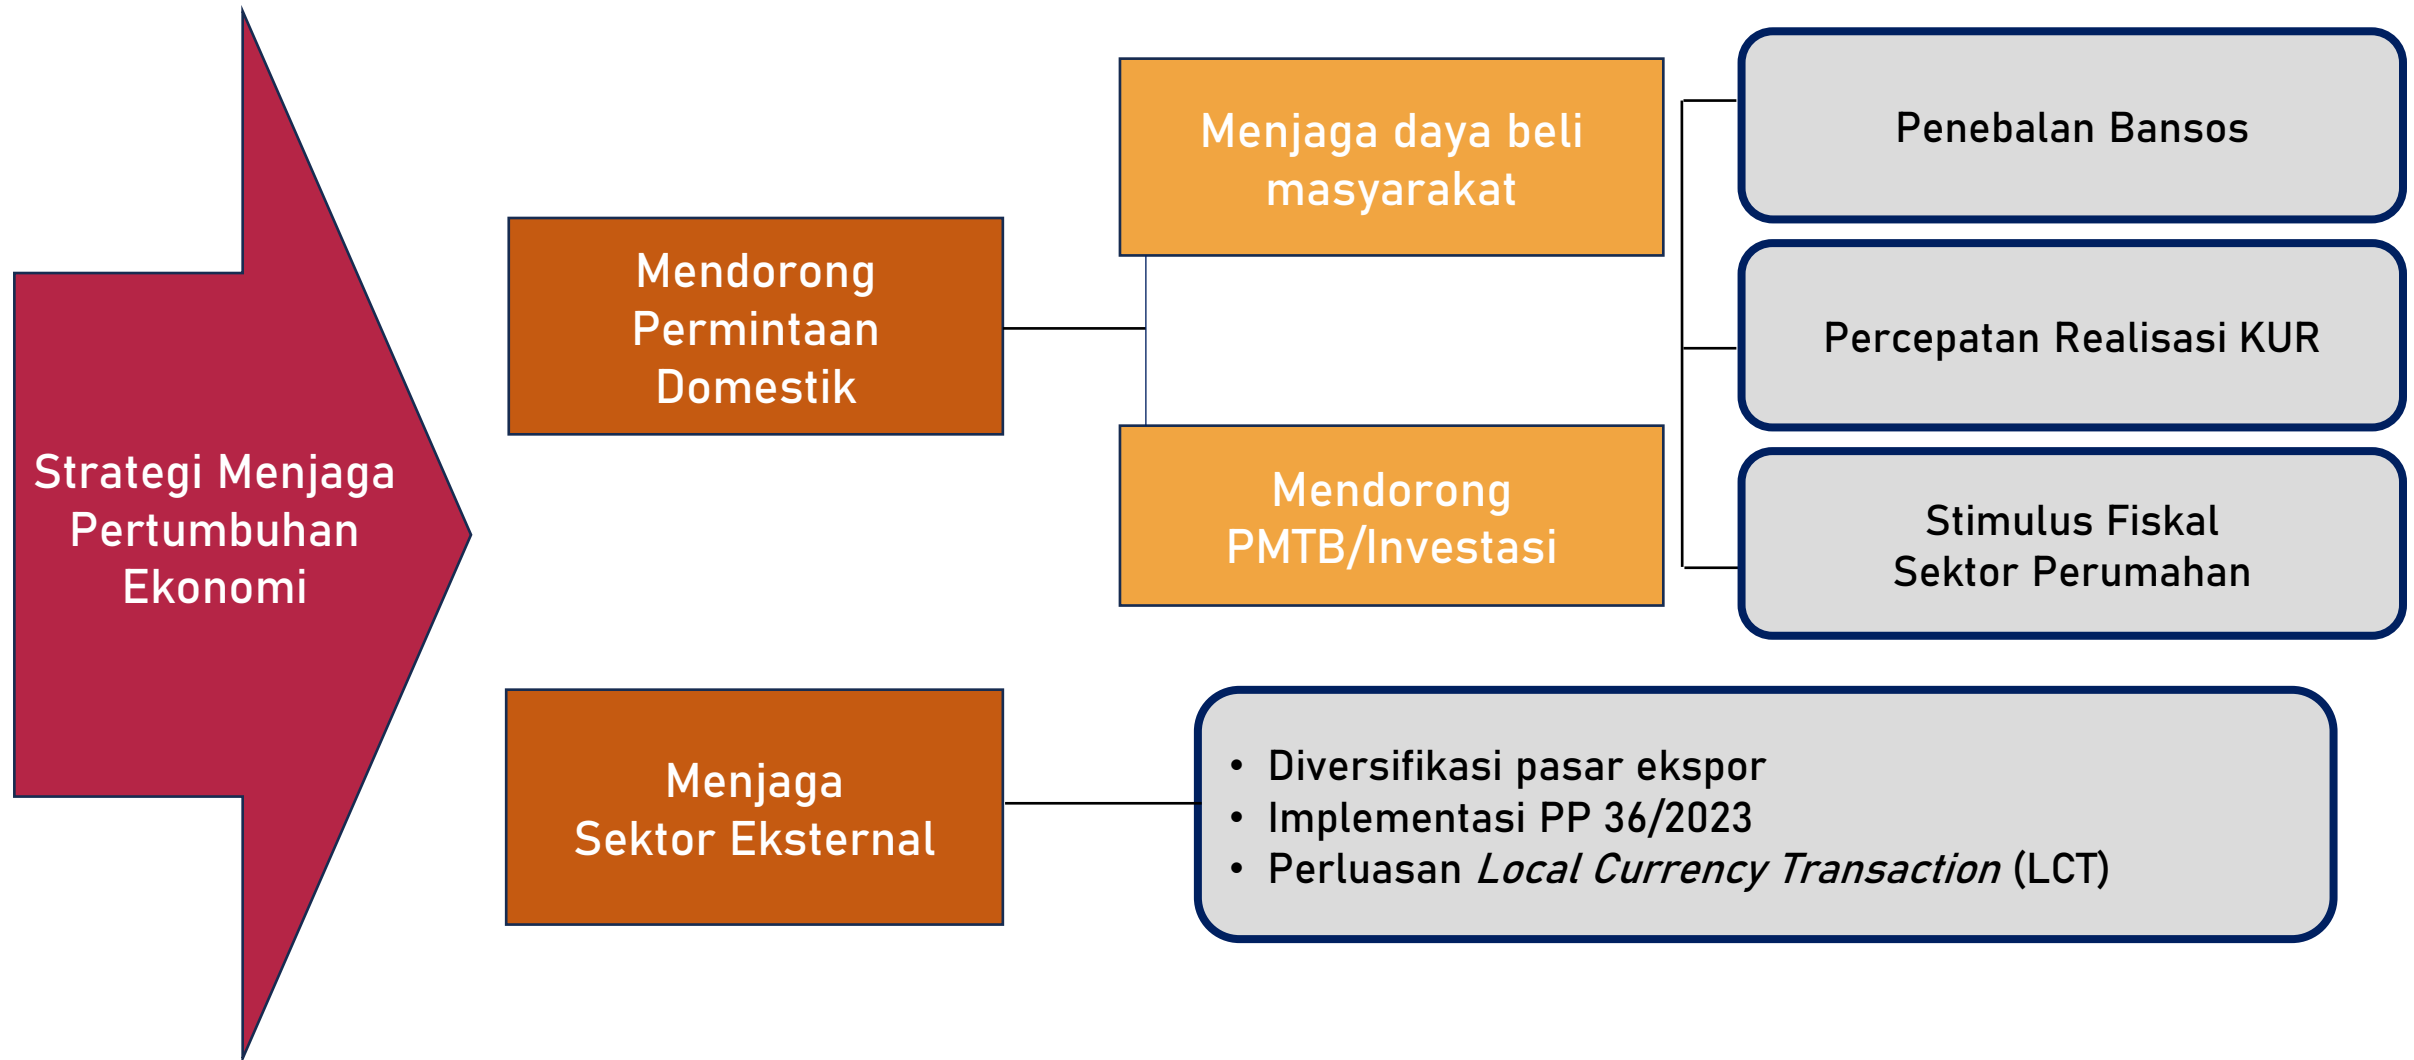 Strategi Menjaga
Pertumbuhan
Ekonomi
Mendorong
Permintaan
Domestik
Menjaga daya beli
masyarakat
Mendorong
PMTB/Investasi
Penebalan Bansos
Percepatan Realisasi KUR
Stimulus Fiskal
Sektor Perumahan
Menjaga
Sektor Eksternal
• Diversifikasi pasar ekspor
• Implementasi PP 36/2023
• Perluasan Local Currency Transaction (LCT)